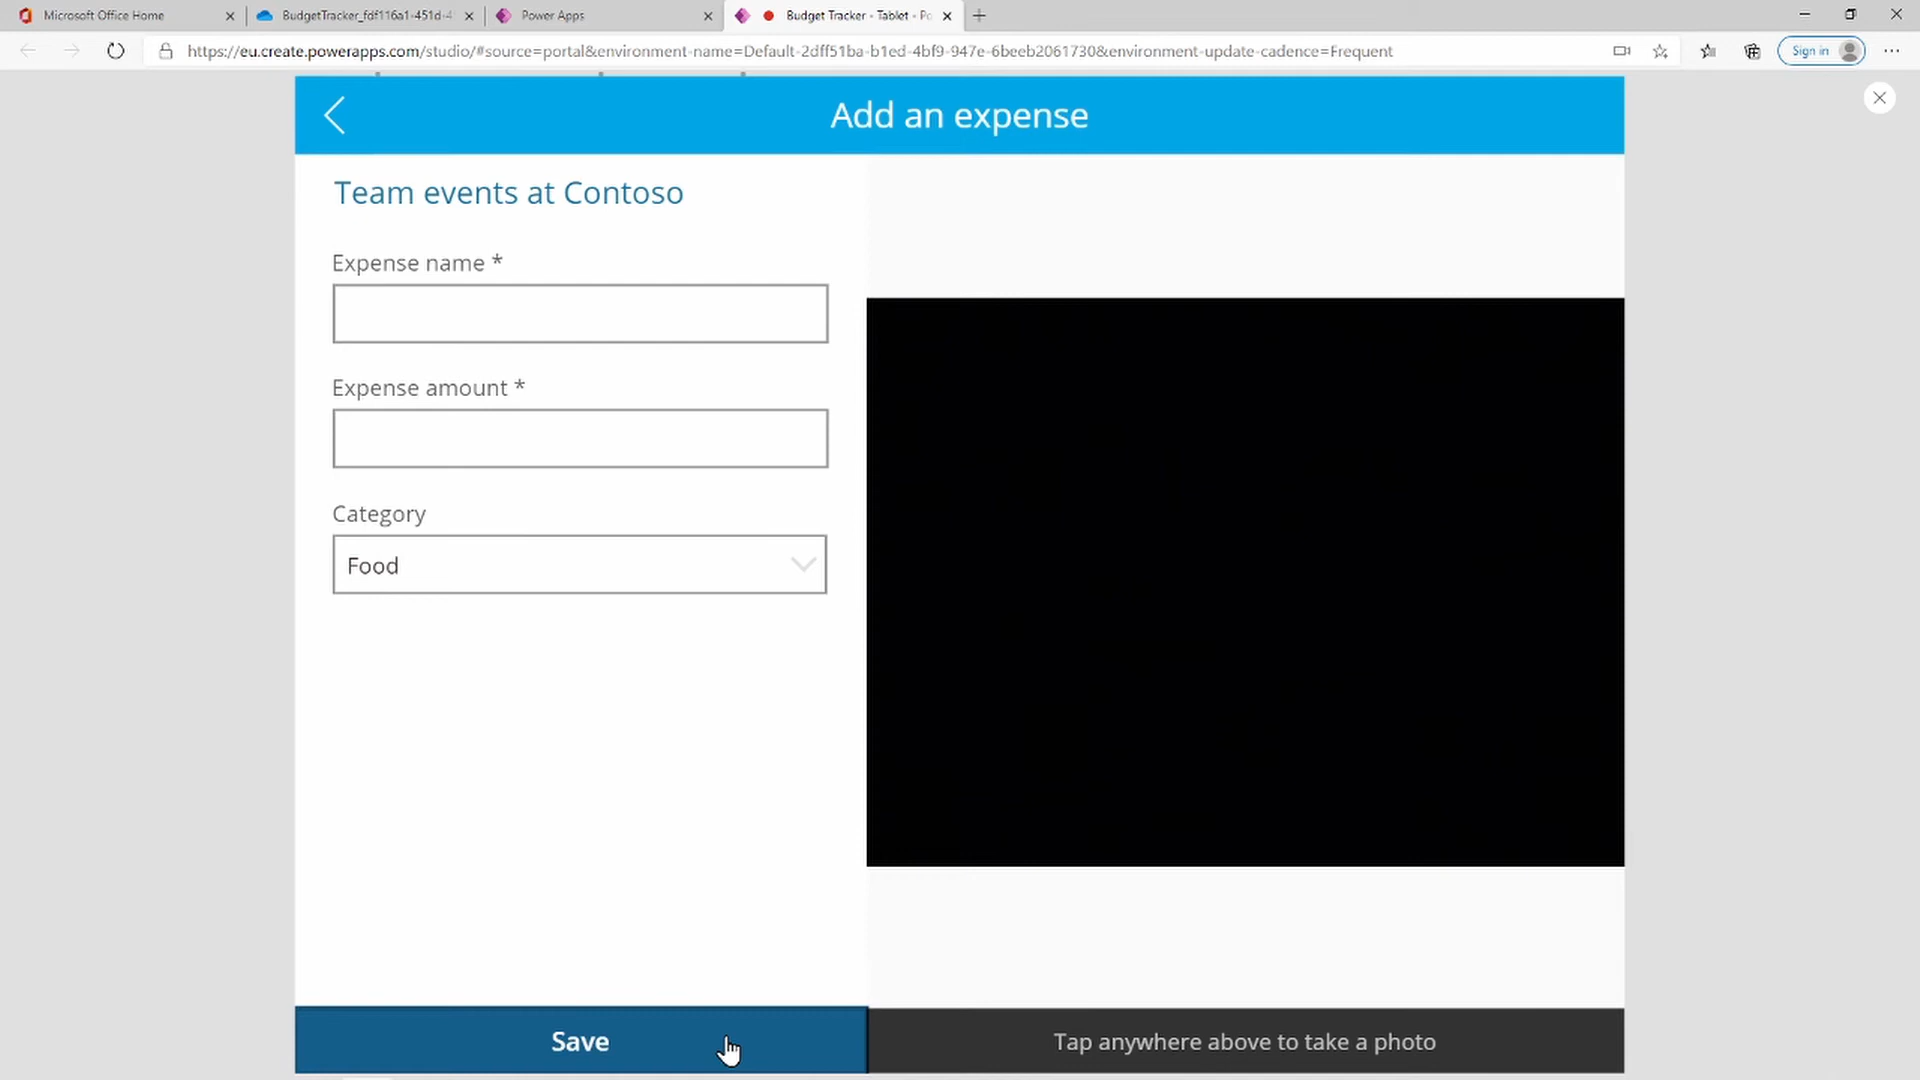 Microsoft Office Home
BudgetTracker_fdf116a1-451d-4
Power Apps
Budget Tracker - Tablet - Po
https://eu.create.powerapps.com/studio/#source=portal&environment-name=Default-2dff51ba-b1ed-4bf9-947e-6beeb2061730&environment-update-cadence=Frequent
Sign in
Add an expense
Team events at Contoso
Expense name *
Expense amount *
Category
Food
Save
Tap anywhere above to take a photo